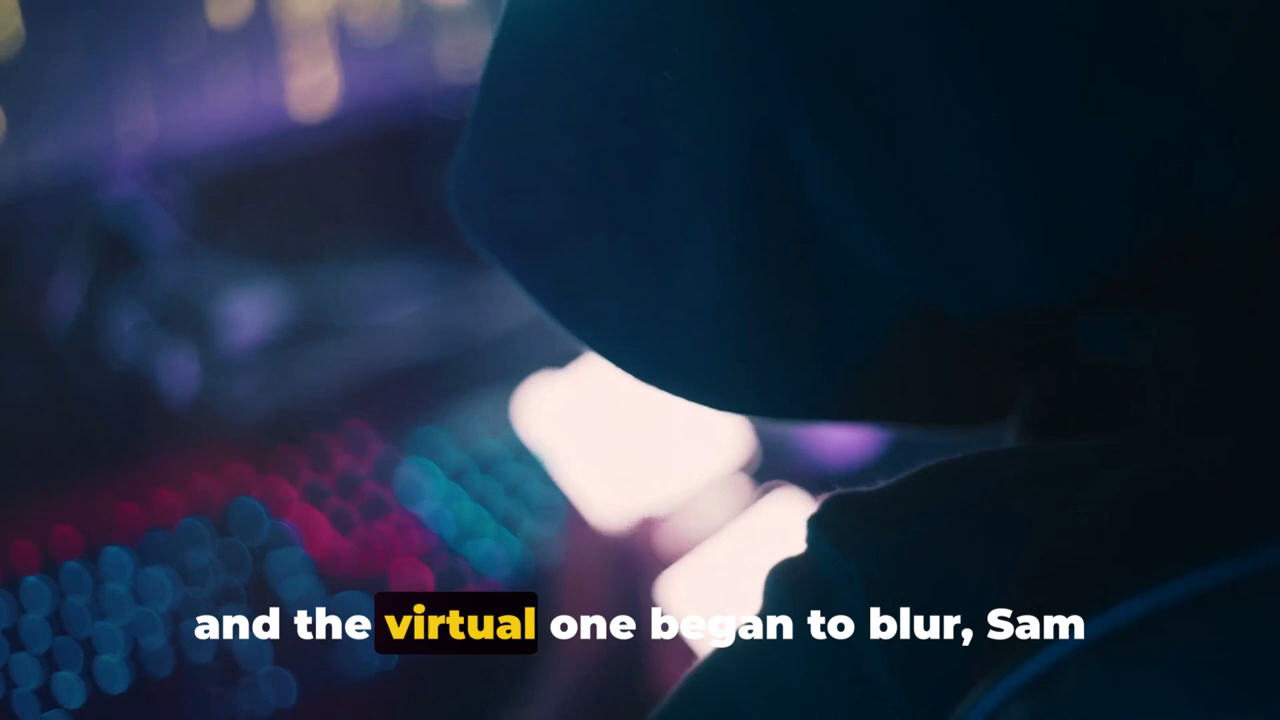 and the virtual one began to blur, Sam